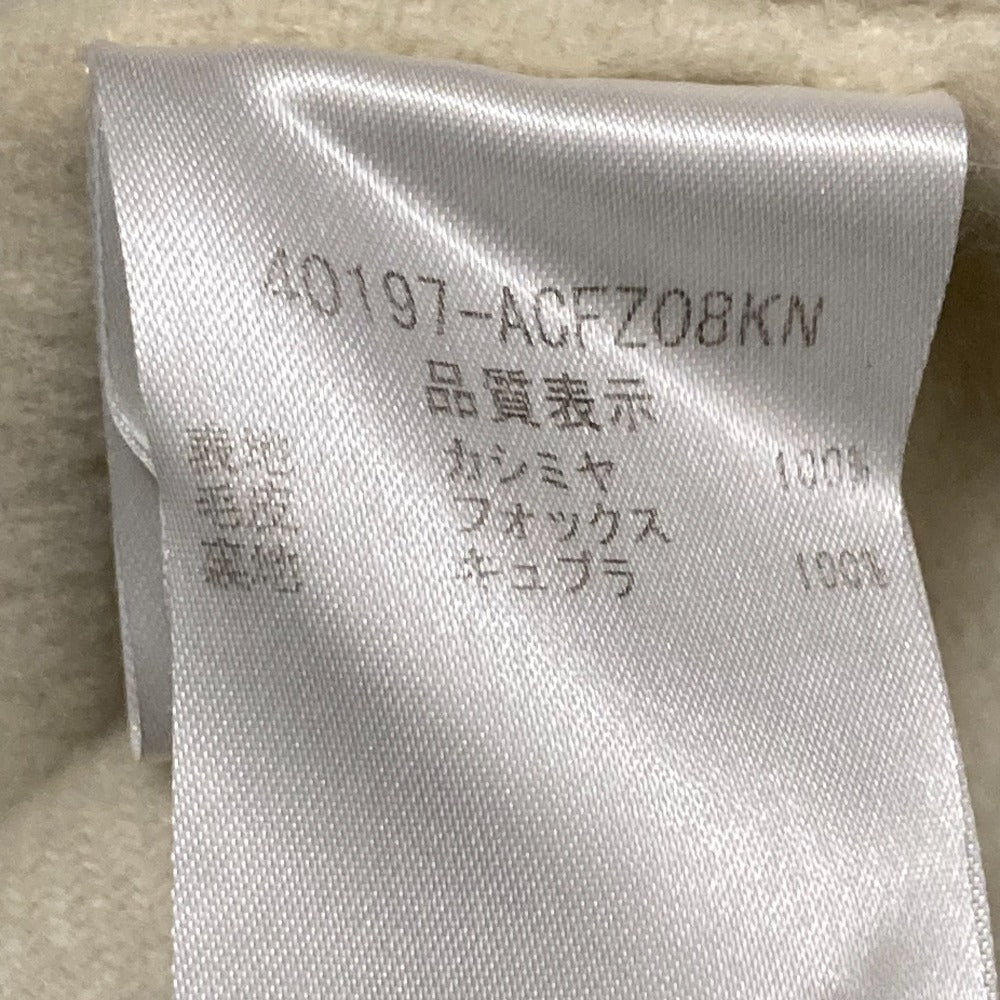 40197-ACFZ08KN
品質表示
表地 カシミヤ 100%
毛皮 フォックス
裏地 キュプラ 100%